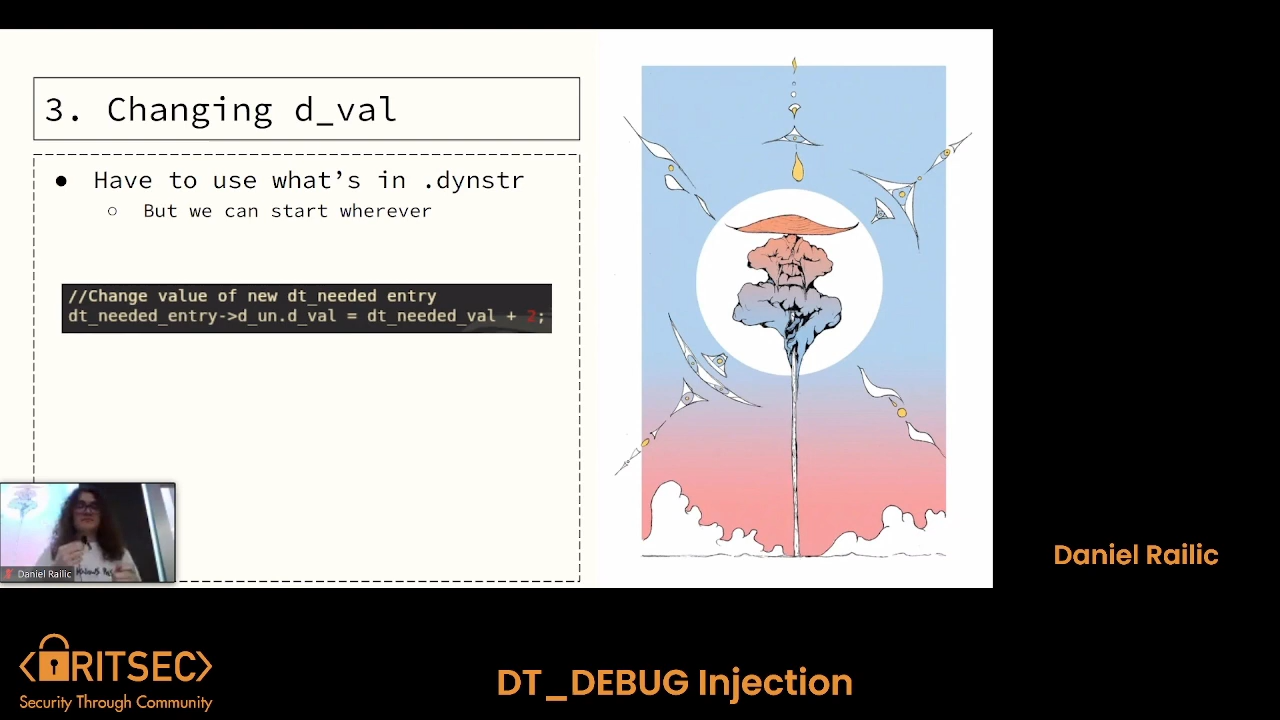 3. Changing d_val
● Have to use what's in .dynstr
○ But we can start wherever
//Change value of new dt_needed entry
dt_needed_entry->d_un.d_val = dt_needed_val + 2;
Daniel Railic
Daniel Railic
<RITSEC>
Security Through Community
DT_DEBUG Injection